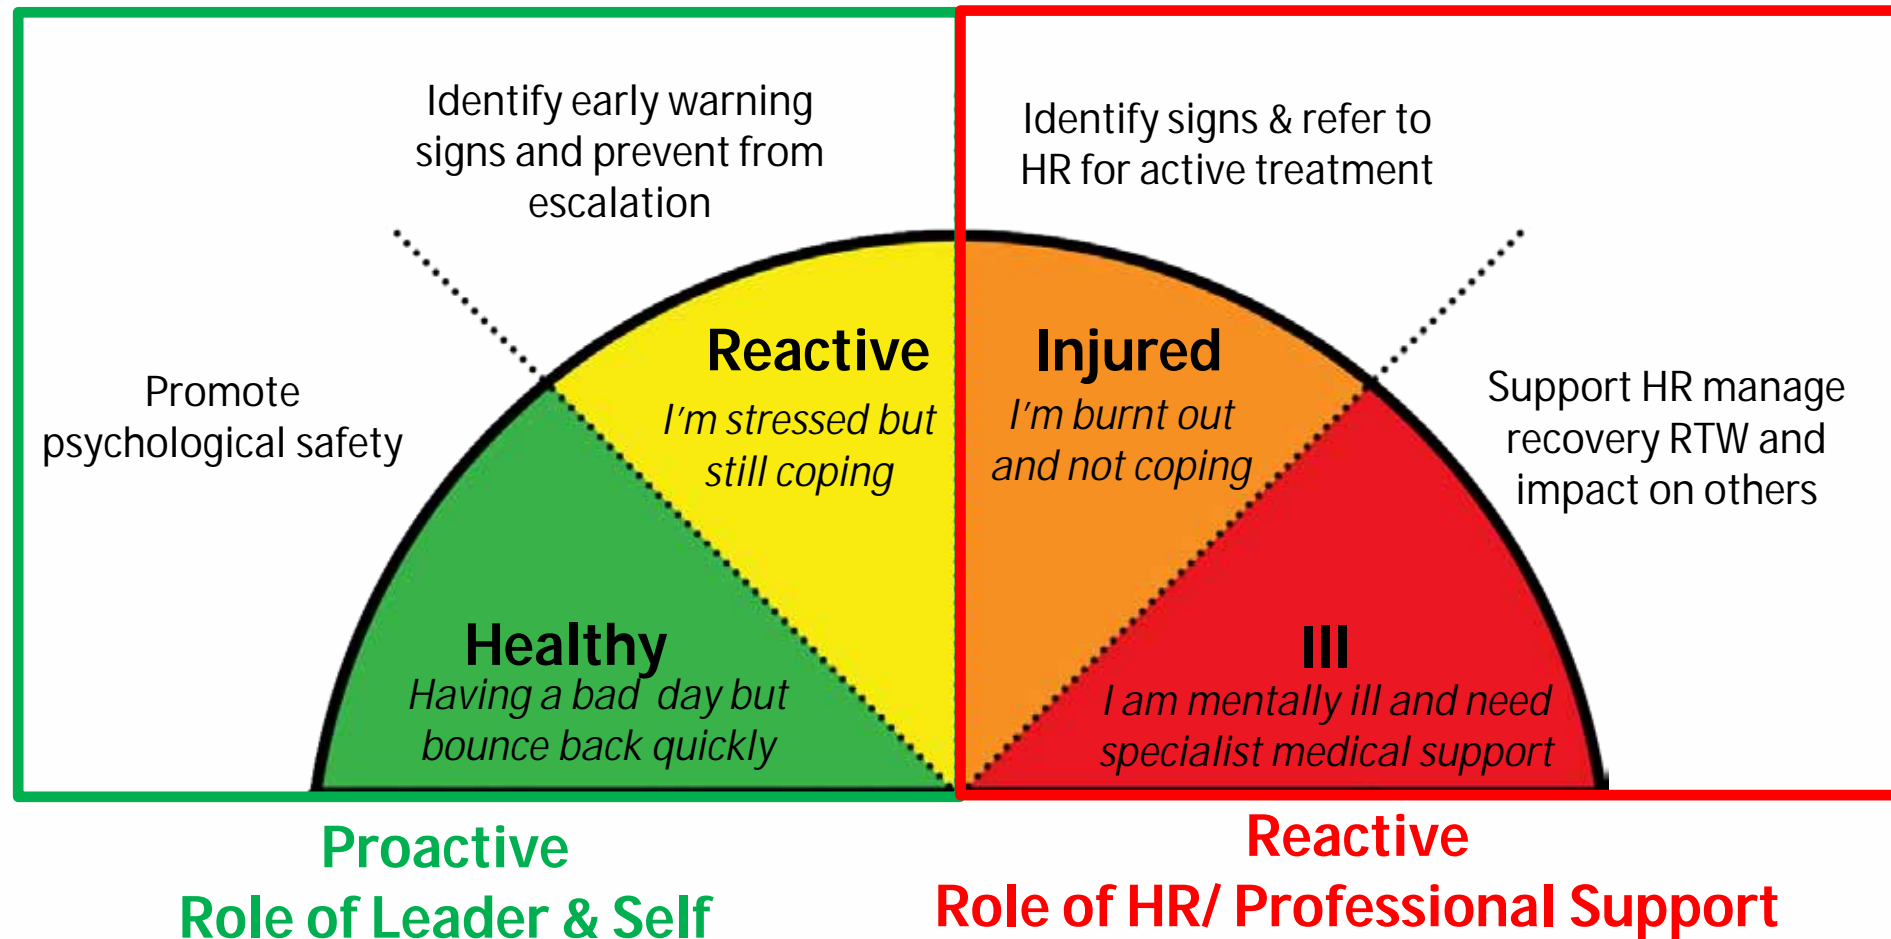 Identify early warning
signs and prevent from
escalation
Identify signs & refer to
HR for active treatment
Promote
psychological safety
Reactive
I'm stressed but
still coping
Injured
I'm burnt out
and not coping
Support HR manage
recovery RTW and
impact on others
Healthy
Having a bad day but
bounce back quickly
Ill
I am mentally ill and need
specialist medical support
Proactive
Role of Leader & Self
Reactive
Role of HR/ Professional Support